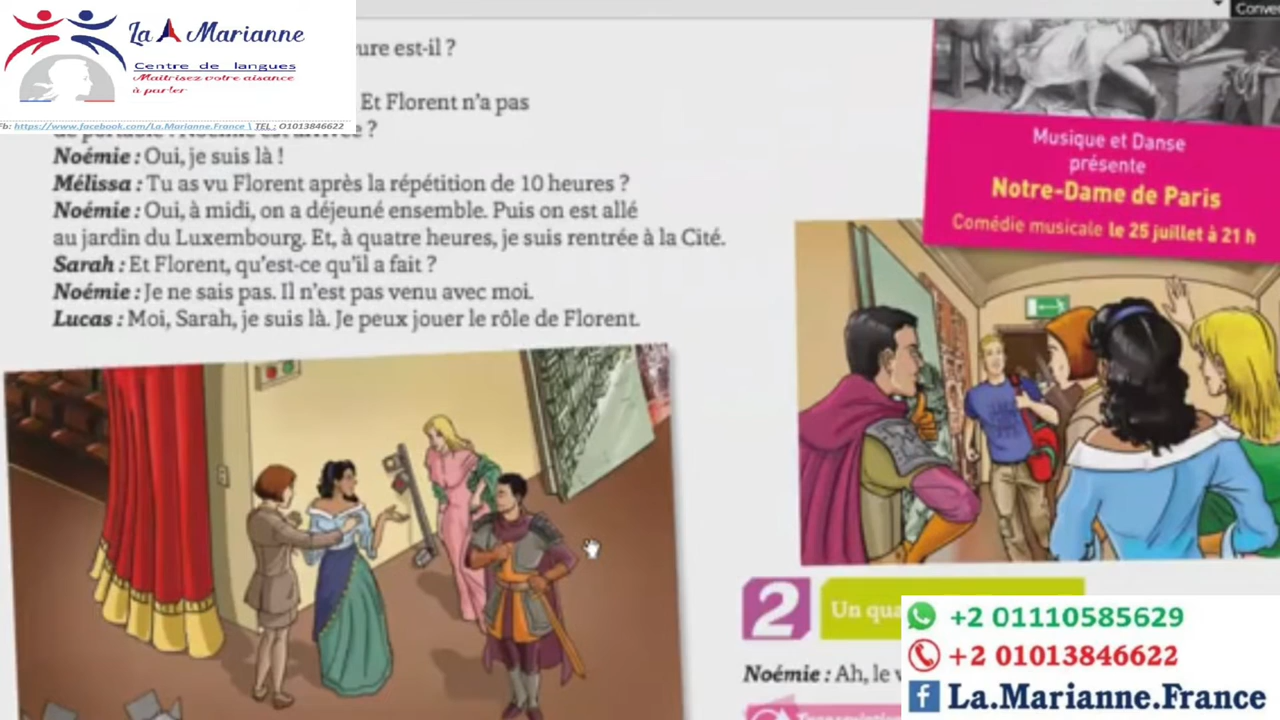 La Marianne
Centre de langues
Maitrisez votre aisance
à parler
Fb: https://www.facebook.com/La.Marianne.France \ TEL : 01013846622
est-il ?
Et Florent n'a pas
?
Noémie : Oui, je suis là !
Mélissa : Tu as vu Florent après la répétition de 10 heures ?
Noémie : Oui, à midi, on a déjeuné ensemble. Puis on est allé
au jardin du Luxembourg. Et, à quatre heures, je suis rentrée à la Cité.
Sarah : Et Florent, qu'est-ce qu'il a fait ?
Noémie : Je ne sais pas. Il n'est pas venu avec moi.
Lucas : Moi, Sarah, je suis là. Je peux jouer le rôle de Florent.
Musique et Danse
présente
Notre-Dame de Paris
Comédie musicale le 25 juillet à 21 h
2 Un
Noémie : Ah, le
+2 01110585629
+2 01013846622
La.Marianne.France